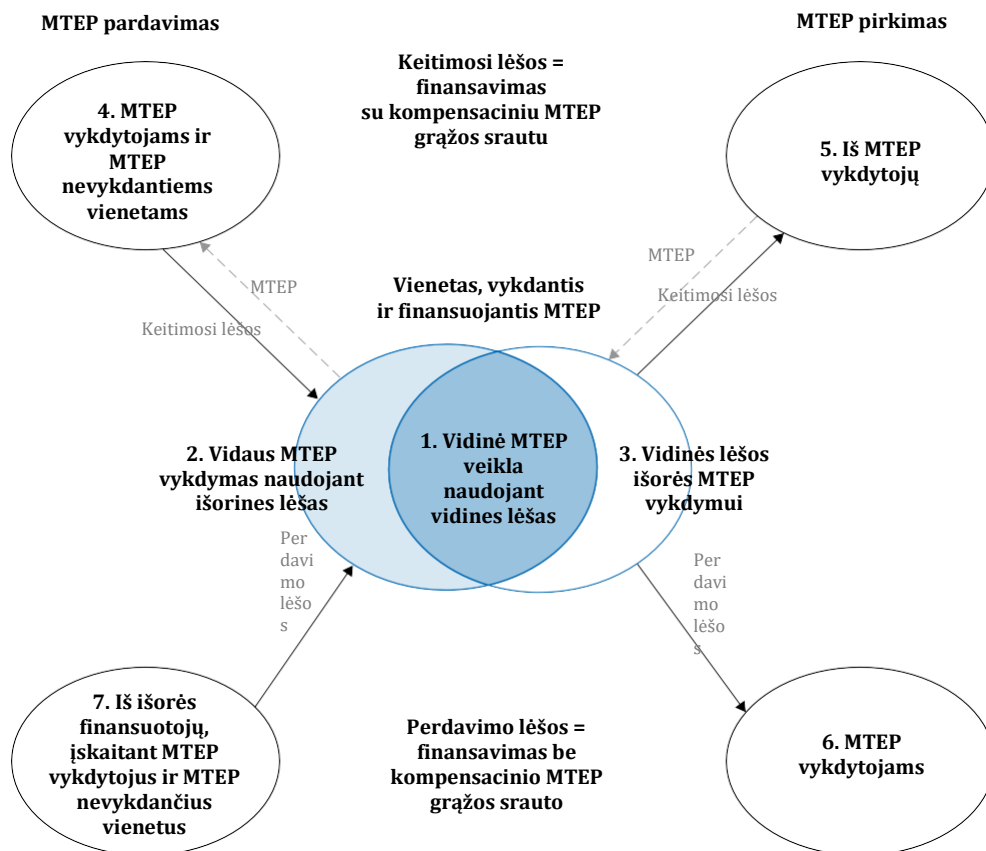 MTEP pardavimas
MTEP pirkimas
Keitimosi lėšos =
finansavimas
su kompensaciniu MTEP
grąžos srautu
4. MTEP
vykdytojams ir
MTEP
nevykdantiems
vienetams
5. Iš MTEP
vykdytojų
MTEP
Keitimosi lėšos
Vienetas, vykdantis
ir finansuojantis MTEP
MTEP
Keitimosi lėšos
2. Vidaus MTEP
vykdymas naudojant
išorines lėšas
1. Vidinė MTEP
veikla
naudojant
vidines lėšas
3. Vidinės lėšos
išorės MTEP
vykdymui
Per
davi
mo
lėšo
s
Per
davi
mo
lėšo
s
7. Iš išorės
finansuotojų,
įskaitant MTEP
vykdytojus ir MTEP
nevykdančius
vienetus
Perdavimo lėšos =
finansavimas be
kompensacinio MTEP
grąžos srauto
6. MTEP
vykdytojams